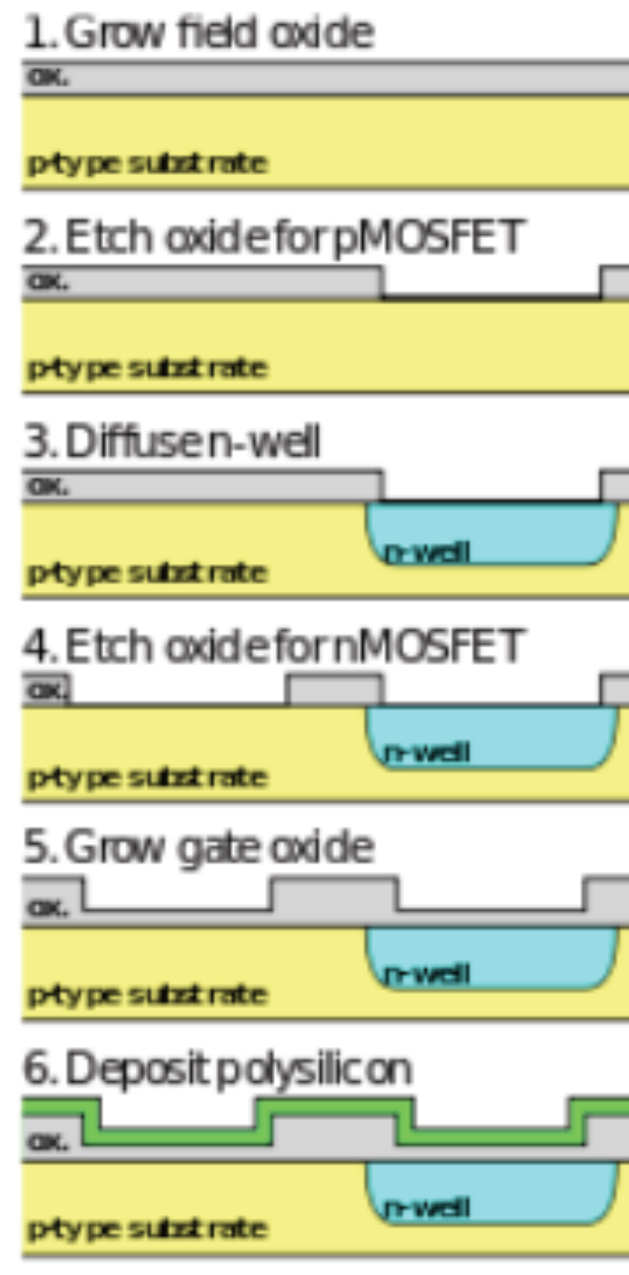 1. Grow field oxide
ox.
p-type substrate
2. Etch oxide for pMOSFET
ox.
p-type substrate
3. Diffuse n-well
ox.
n-well
p-type substrate
4. Etch oxide for nMOSFET
ox.
n-well
p-type substrate
5. Grow gate oxide
ox.
n-well
p-type substrate
6. Deposit polysilicon
ox.
n-well
p-type substrate